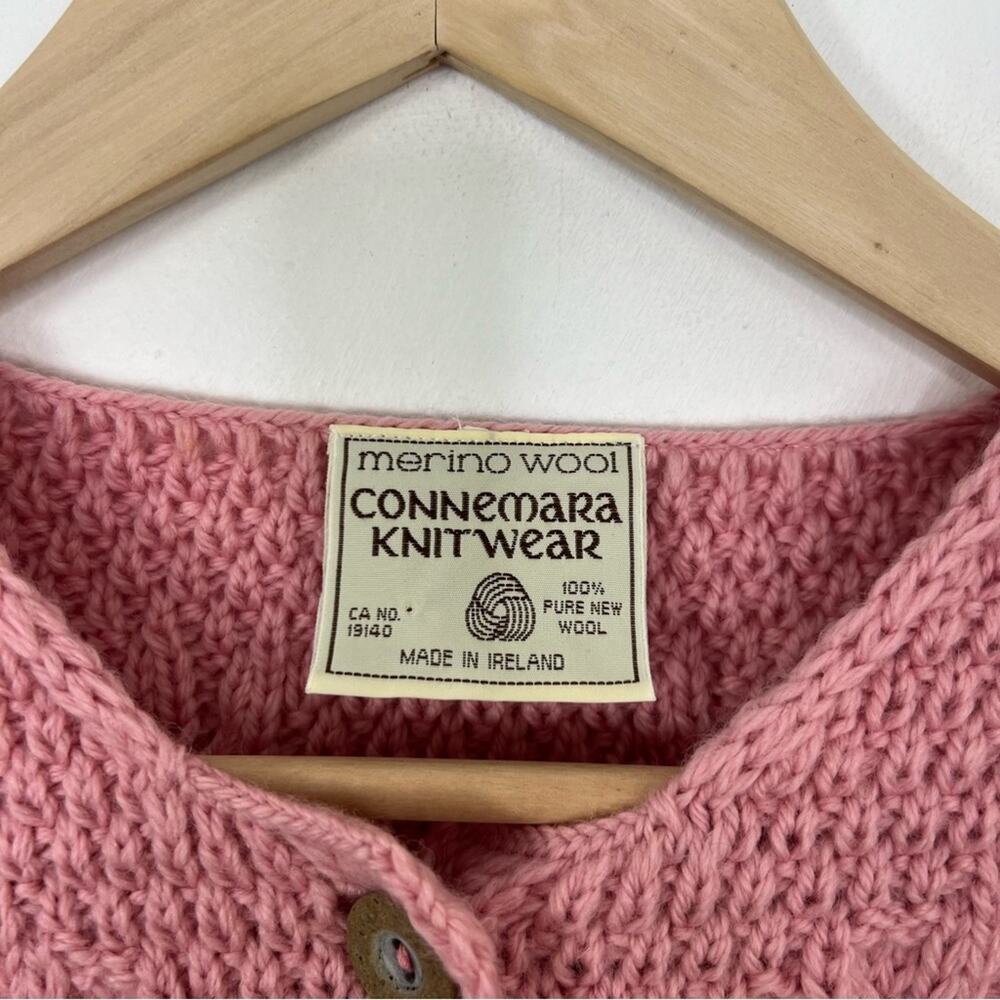 merino wool
CONNEMARA
KNITWEAR
CA NO.
19140
100%
PURE NEW
WOOL
MADE IN IRELAND